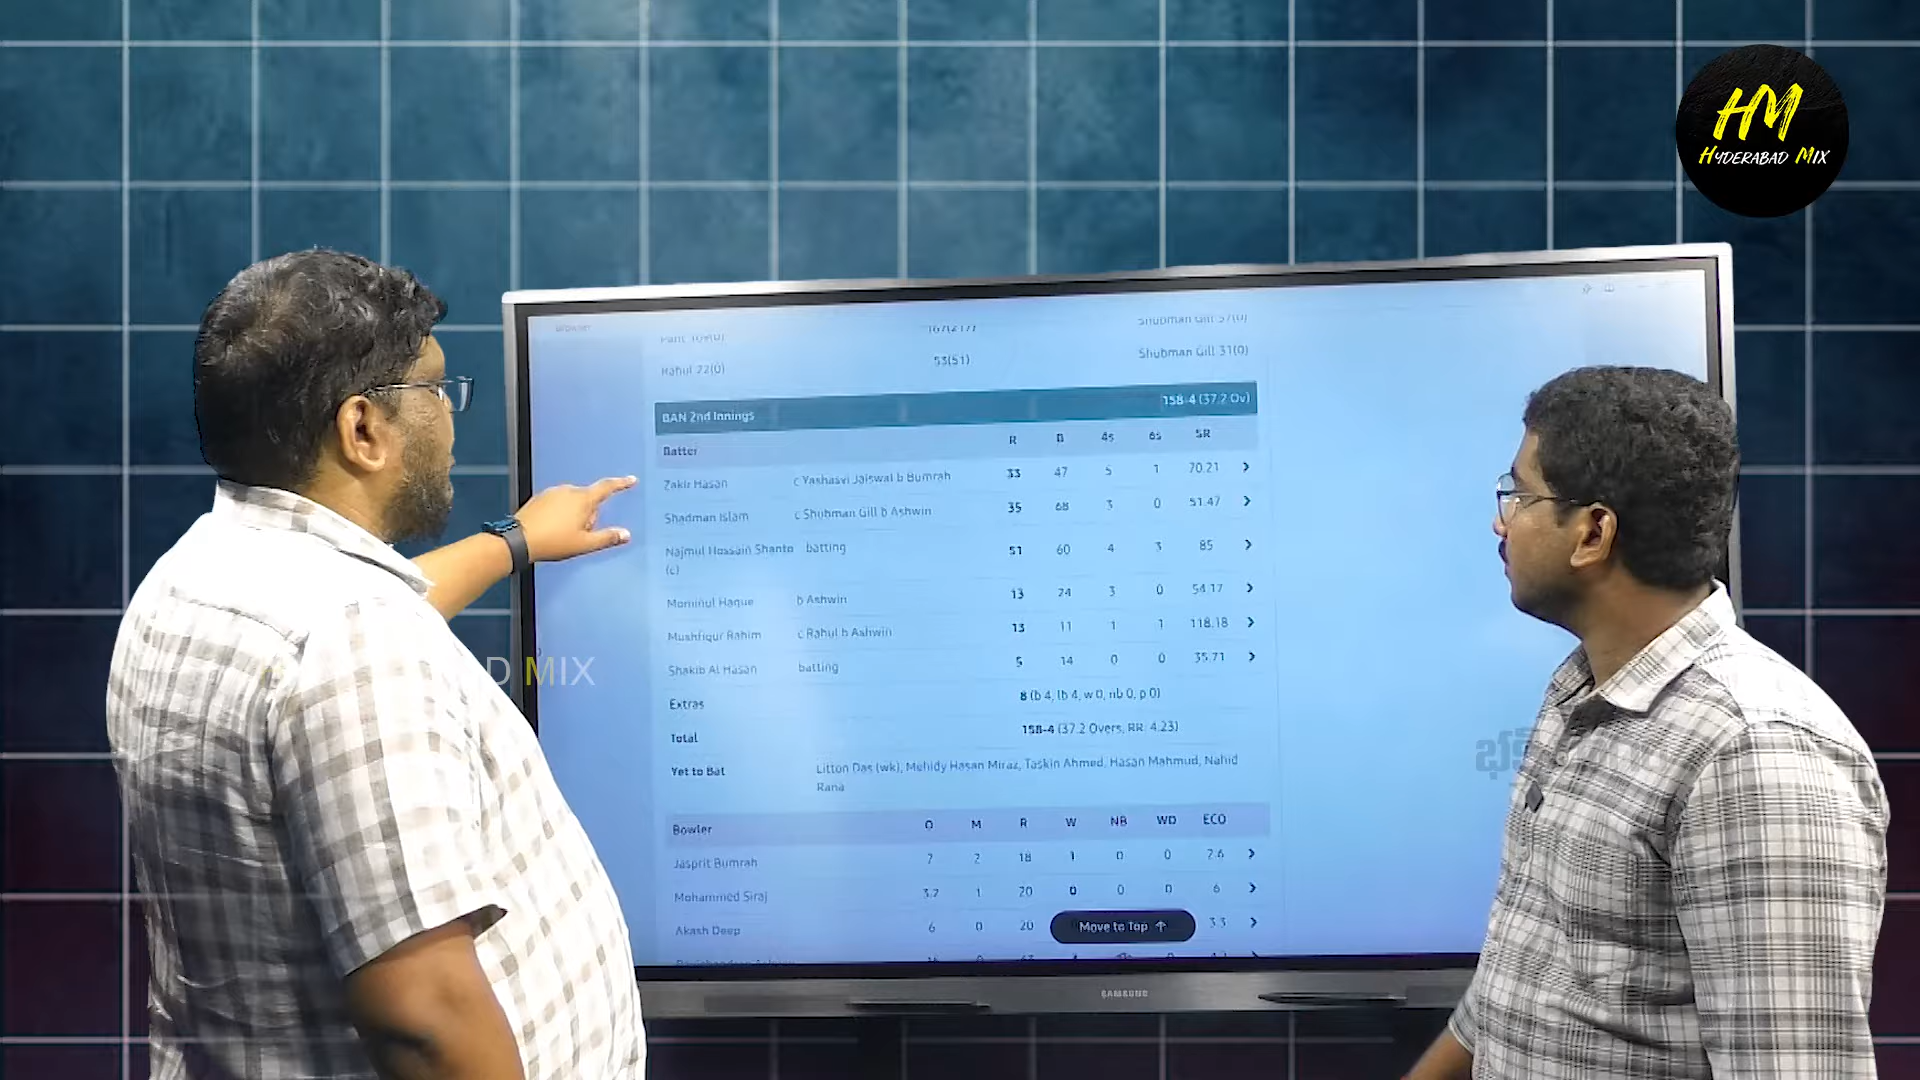 HM
HYDERABAD MIX
Rahul 22(0) 53(51) Shubman Gill 31(0)
BAN 2nd Innings 158-4 (37.2 Ov)
Batter R B 4s 6s SR
Zakir Hasan c Yashasvi Jaiswal b Bumrah 33 47 5 1 70.21
Shadman Islam c Shubman Gill b Ashwin 35 68 3 0 51.47
Najmul Hossain Shanto batting 51 60 4 3 85
(c)
Mominul Haque b Ashwin 13 24 3 0 54.17
Mushfiqur Rahim c Rahul b Ashwin 13 11 1 1 118.18
Shakib Al Hasan batting 5 14 0 0 35.71
D MIX
Extras 8 (b 4, lb 4, w 0, nb 0, p 0)
Total 158-4 (37.2 Overs, RR: 4.23)
Yet to Bat Litton Das (wk), Mehidy Hasan Miraz, Taskin Ahmed, Hasan Mahmud, Nahid
Rana
Bowler O M R W NB WD ECO
Jasprit Bumrah 7 2 18 1 0 0 2.6
Mohammed Siraj 3.2 1 20 0 0 0 6
Akash Deep 6 0 20 Move to Top ↑ 3.3
SAMSUNG